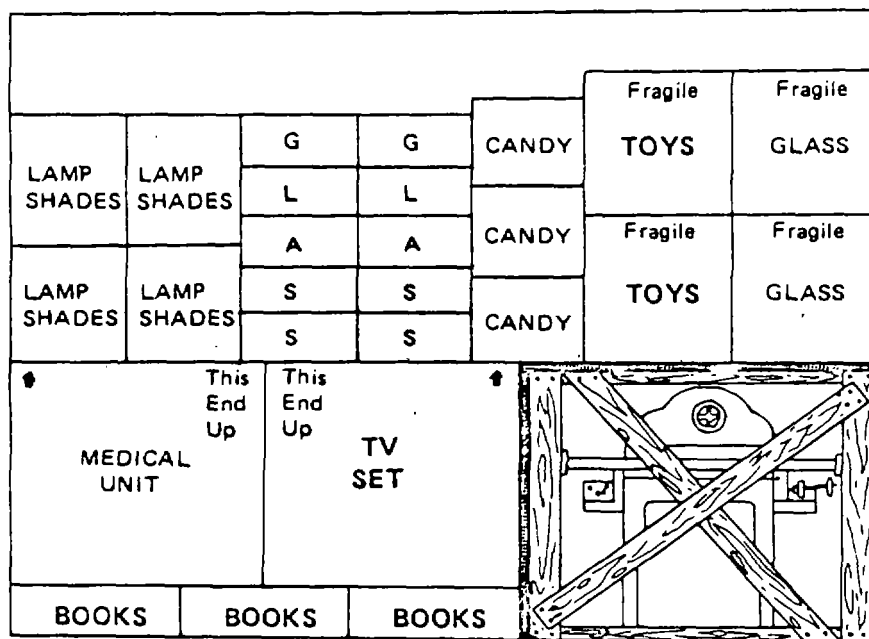 Fragile Fragile
G G CANDY TOYS GLASS
LAMP SHADES LAMP SHADES L L
A A CANDY Fragile Fragile
LAMP SHADES LAMP SHADES S S TOYS GLASS
S S CANDY
This End Up This End Up
MEDICAL UNIT TV SET
BOOKS BOOKS BOOKS